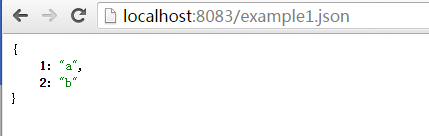 localhost:8083/example1.json
{
1: "a",
2: "b"
}